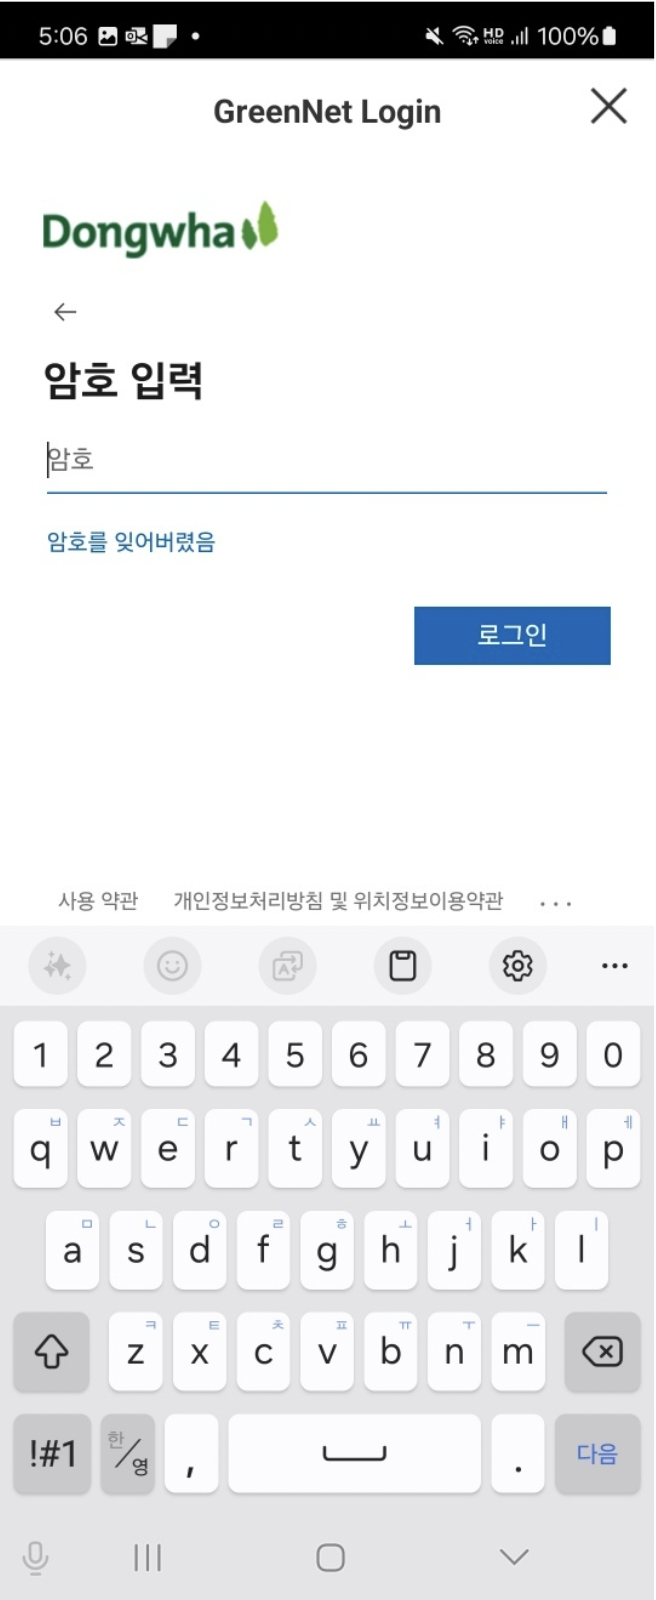 5:06 HD voice 100%
GreenNet Login
Dongwha
암호 입력
암호
암호를 잊어버렸음
로그인
사용 약관 개인정보처리방침 및 위치정보이용약관 ...
1 2 3 4 5 6 7 8 9 0
ㅂ ㅈ ㄷ ㄱ ㅅ ㅛ ㅕ ㅑ ㅐ ㅔ
q w e r t y u i o p
ㅁ ㄴ ㅇ ㄹ ㅎ ㅗ ㅓ ㅏ ㅣ
a s d f g h j k l
ㅋ ㅌ ㅊ ㅍ ㅠ ㅜ ㅡ
z x c v b n m
!#1 한/영 , . 다음